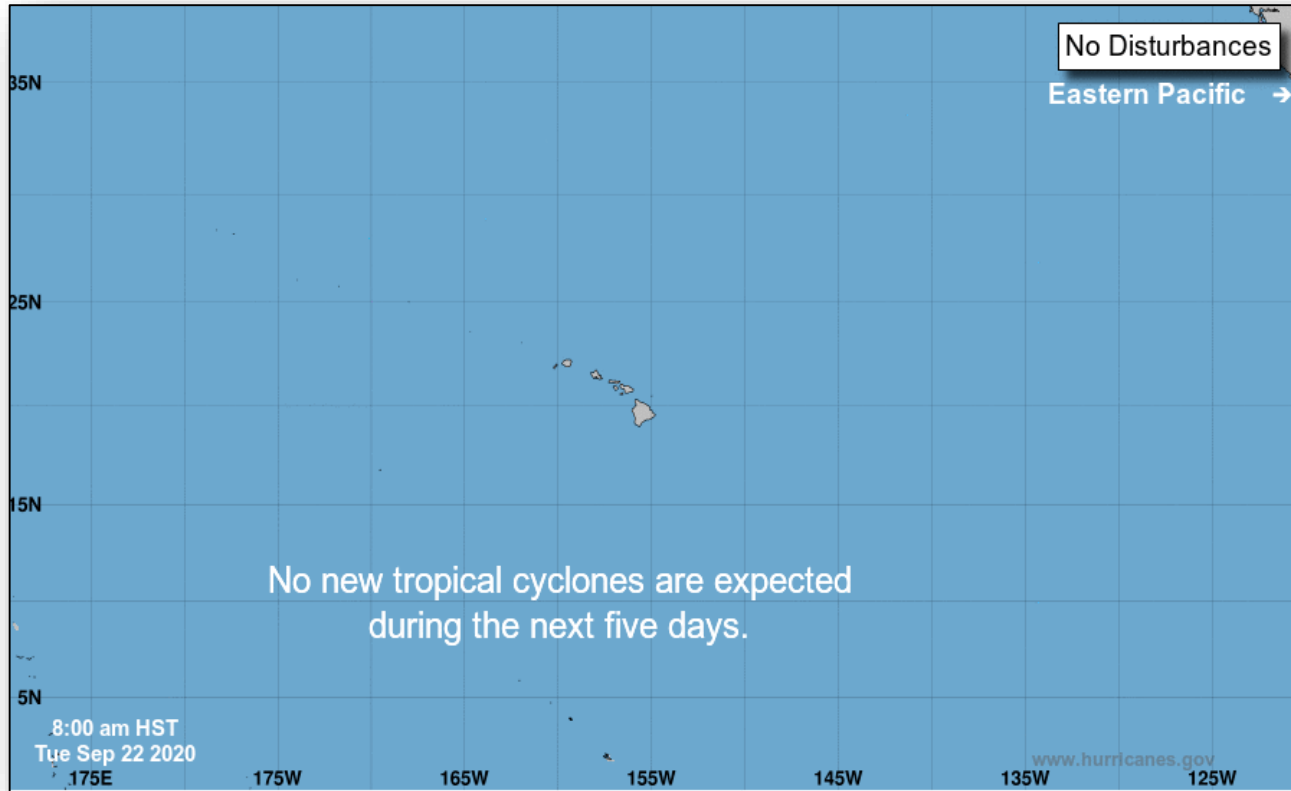 No Disturbances
35N
Eastern Pacific →
25N
15N
No new tropical cyclones are expected
during the next five days.
5N
8:00 am HST
Tue Sep 22 2020
www.hurricanes.gov
175E 175W 165W 155W 145W 135W 125W